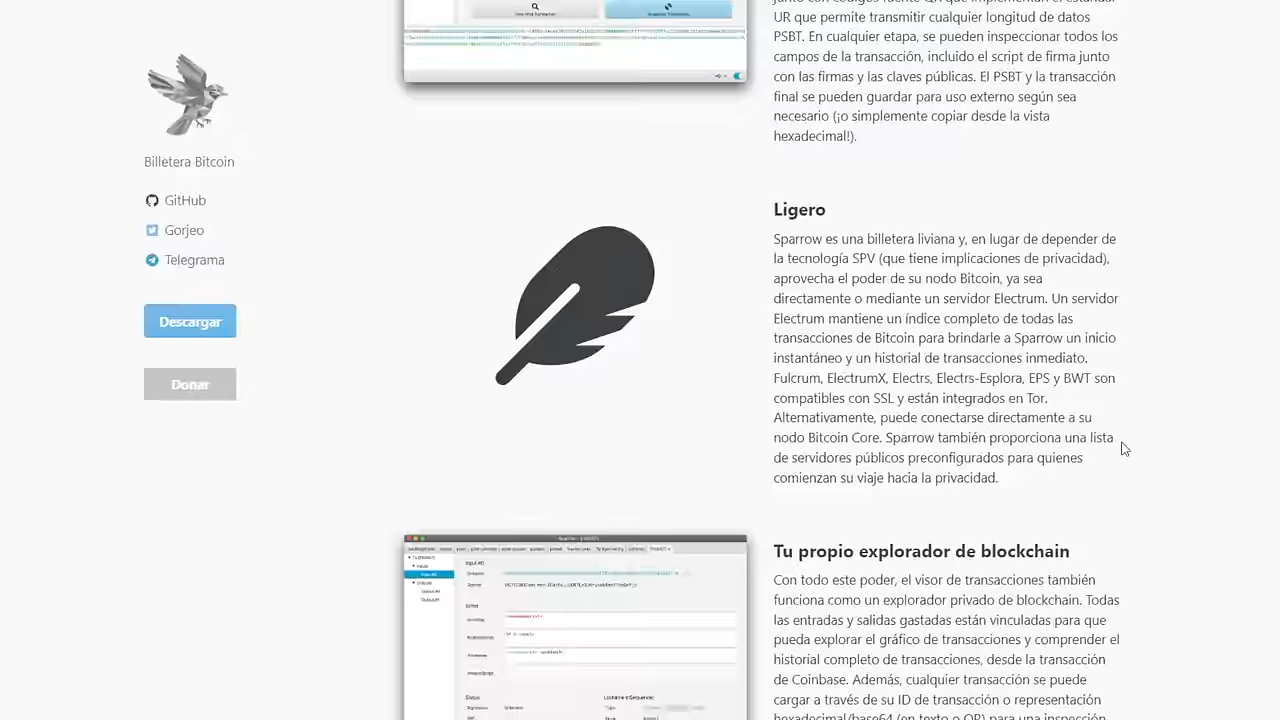 Billetera Bitcoin
GitHub
Gorjeo
Telegrama
Descargar
Donar
UR que permite transmitir cualquier longitud de datos
PSBT. En cualquier etapa se pueden inspeccionar todos los
campos de la transacción, incluido el script de firma junto
con las firmas y las claves públicas. El PSBT y la transacción
final se pueden guardar para uso externo según sea
necesario (¡o simplemente copiar desde la vista
hexadecimal!).
Ligero
Sparrow es una billetera liviana y, en lugar de depender de
la tecnología SPV (que tiene implicaciones de privacidad),
aprovecha el poder de su nodo Bitcoin, ya sea
directamente o mediante un servidor Electrum. Un servidor
Electrum mantiene un índice completo de todas las
transacciones de Bitcoin para brindarle a Sparrow un inicio
instantáneo y un historial de transacciones inmediato.
Fulcrum, ElectrumX, Electrs, Electrs-Esplora, EPS y BWT son
compatibles con SSL y están integrados en Tor.
Alternativamente, puede conectarse directamente a su
nodo Bitcoin Core. Sparrow también proporciona una lista
de servidores públicos preconfigurados para quienes
comienzan su viaje hacia la privacidad.
Tu propio explorador de blockchain
Con todo este poder, el visor de transacciones también
funciona como un explorador privado de blockchain. Todas
las entradas y salidas gastadas están vinculadas para que
pueda explorar el gráfico de transacciones y comprender el
historial completo de transacciones, desde la transacción
de Coinbase. Además, cualquier transacción se puede
cargar a través de su ID de transacción o representación
hexadecimal/base64 (en texto o QR) para una inspección